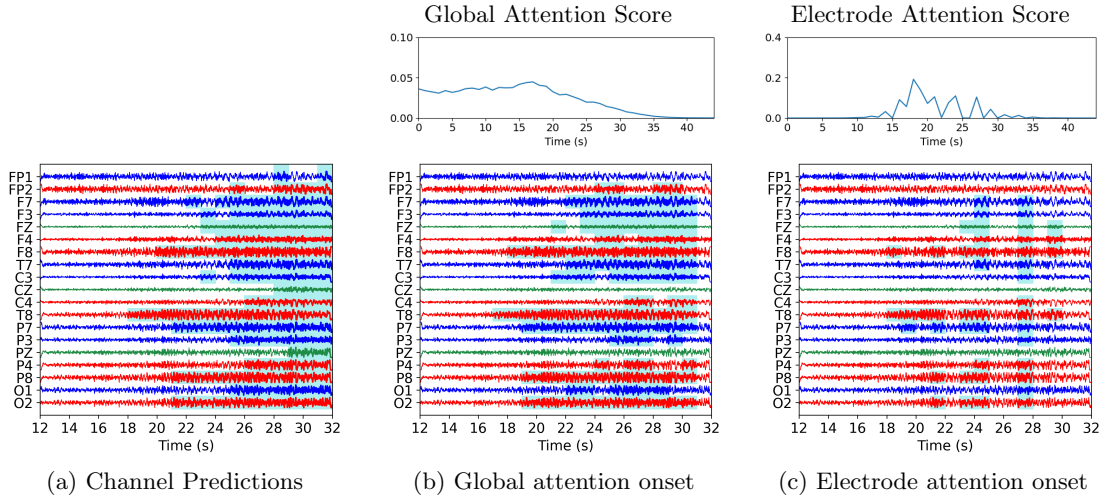 Global Attention Score
Electrode Attention Score
0.10
0.05
0.00
0 5 10 15 20 25 30 35 40
Time (s)
0.4
0.2
0.0
0 5 10 15 20 25 30 35 40
Time (s)
FP1
FP2
F7
F3
FZ
F4
F8
T7
C3
CZ
C4
T8
P7
P3
PZ
P4
P8
O1
O2
12 14 16 18 20 22 24 26 28 30 32
Time (s)
(a) Channel Predictions
FP1
FP2
F7
F3
FZ
F4
F8
T7
C3
CZ
C4
T8
P7
P3
PZ
P4
P8
O1
O2
12 14 16 18 20 22 24 26 28 30 32
Time (s)
(b) Global attention onset
FP1
FP2
F7
F3
FZ
F4
F8
T7
C3
CZ
C4
T8
P7
P3
PZ
P4
P8
O1
O2
12 14 16 18 20 22 24 26 28 30 32
Time (s)
(c) Electrode attention onset